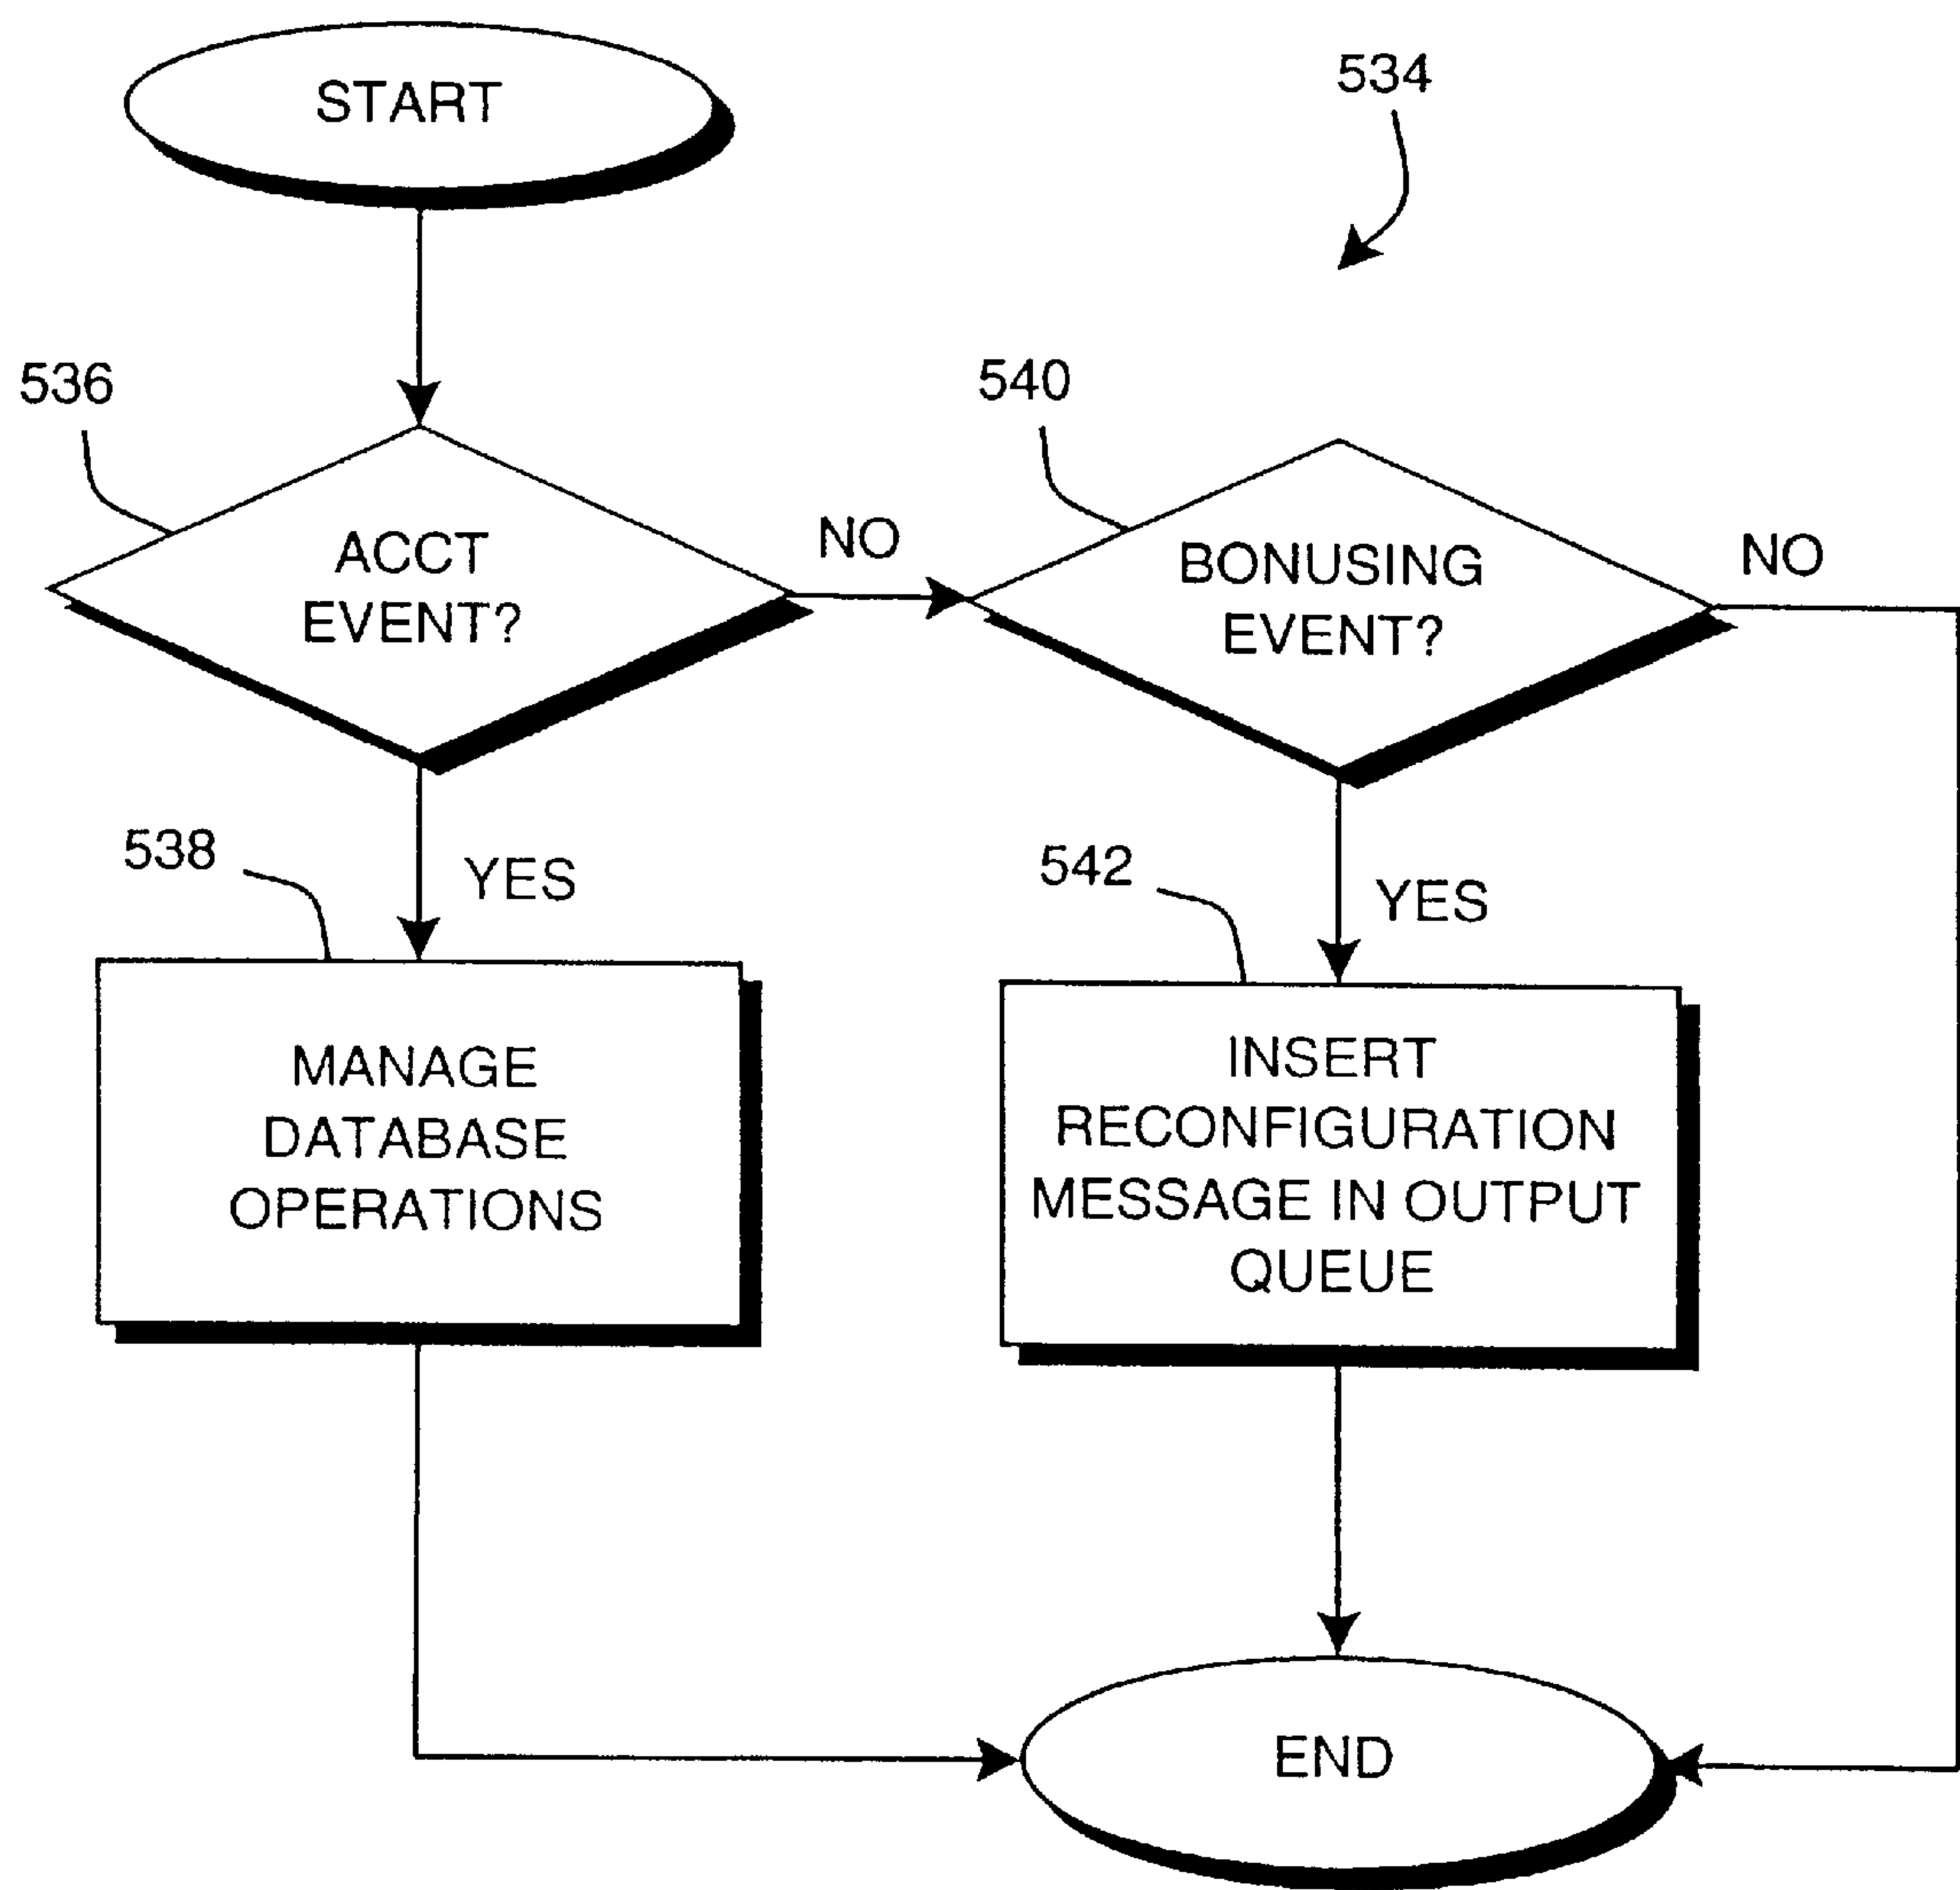 START
534
536
ACCT
EVENT?
NO
540
BONUSING
EVENT?
NO
538
YES
542
YES
MANAGE
DATABASE
OPERATIONS
INSERT
RECONFIGURATION
MESSAGE IN OUTPUT
QUEUE
END